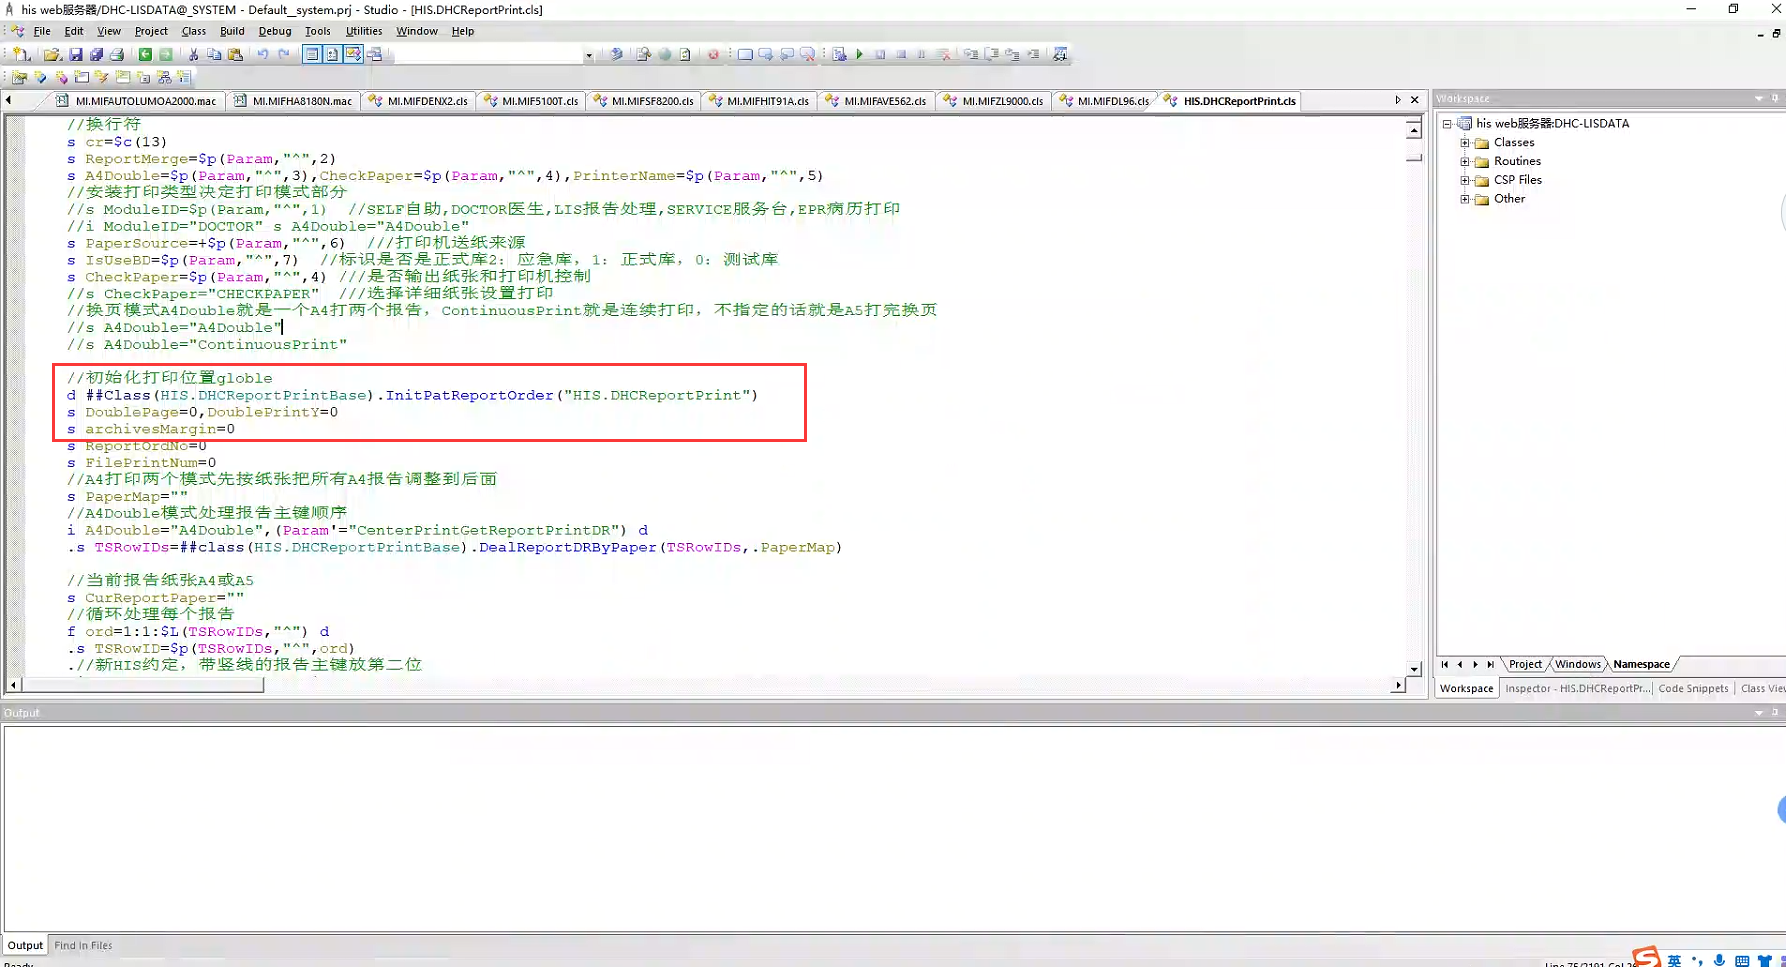 his web服务器/DHC-LISDATA@_SYSTEM - Default__system.prj - Studio - [HIS.DHCReportPrint.cls]
File Edit View Project Class Build Debug Tools Utilities Window Help
MI.MIFAUTOLUMOA2000.mac MI.MIFHA8180N.mac MI.MIFDENX2.cls MI.MIF5100T.cls MI.MIFSF8200.cls MI.MIFHIT91A.cls MI.MIFAVE562.cls MI.MIFZL9000.cls MI.MIFDL96.cls HIS.DHCReportPrint.cls
//换行符
s cr=$c(13)
s ReportMerge=$p(Param,"^",2)
s A4Double=$p(Param,"^",3),CheckPaper=$p(Param,"^",4),PrinterName=$p(Param,"^",5)
//安装打印类型决定打印模式部分
//s ModuleID=$p(Param,"^",1)  //SELF自助,DOCTOR医生,LIS报告处理,SERVICE服务台,EPR病历打印
//i ModuleID="DOCTOR" s A4Double="A4Double"
s PaperSource=+$p(Param,"^",6)  ///打印机送纸来源
s IsUseBD=$p(Param,"^",7)  //标识是否是正式库2：应急库，1：正式库，0：测试库
s CheckPaper=$p(Param,"^",4) ///是否输出纸张和打印机控制
//s CheckPaper="CHECKPAPER"  ///选择详细纸张设置打印
//换页模式A4Double就是一个A4打两个报告，ContinuousPrint就是连续打印，不指定的话就是A5打完换页
//s A4Double="A4Double"
//s A4Double="ContinuousPrint"
//初始化打印位置globle
d ##Class(HIS.DHCReportPrintBase).InitPatReportOrder("HIS.DHCReportPrint")
s DoublePage=0,DoublePrintY=0
s archivesMargin=0
s ReportOrdNo=0
s FilePrintNum=0
//A4打印两个模式先按纸张把所有A4报告调整到后面
s PaperMap=""
//A4Double模式处理报告主键顺序
i A4Double="A4Double",(Param'="CenterPrintGetReportPrintDR") d
.s TSRowIDs=##class(HIS.DHCReportPrintBase).DealReportDRByPaper(TSRowIDs,.PaperMap)
//当前报告纸张A4或A5
s CurReportPaper=""
//循环处理每个报告
f ord=1:1:$L(TSRowIDs,"^") d
.s TSRowID=$p(TSRowIDs,"^",ord)
.//新HIS约定，带竖线的报告主键放第二位
Workspace
his web服务器:DHC-LISDATA
Classes
Routines
CSP Files
Other
Project Windows Namespace
Workspace Inspector - HIS.DHCReportPr... Code Snippets Class Vie
Output
Output Find in Files
英